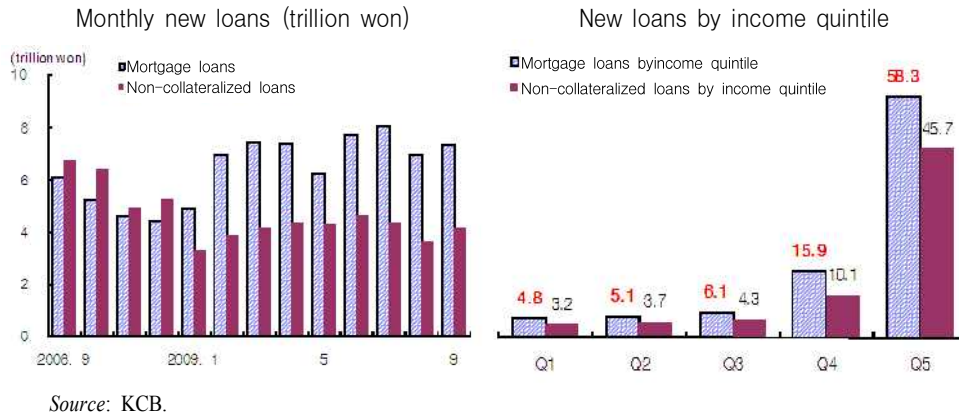 Monthly new loans (trillion won)
(trillion won)
Mortgage loans
Non-collateralized loans
10
8
6
4
2
0
2008. 9 2009. 1 5 9
New loans by income quintile
Mortgage loans byincome quintile
Non-collateralized loans by income quintile
58.3
45.7
15.9
10.1
4.8 3.2 5.1 3.7 6.1 4.3
Q1 Q2 Q3 Q4 Q5
Source: KCB.